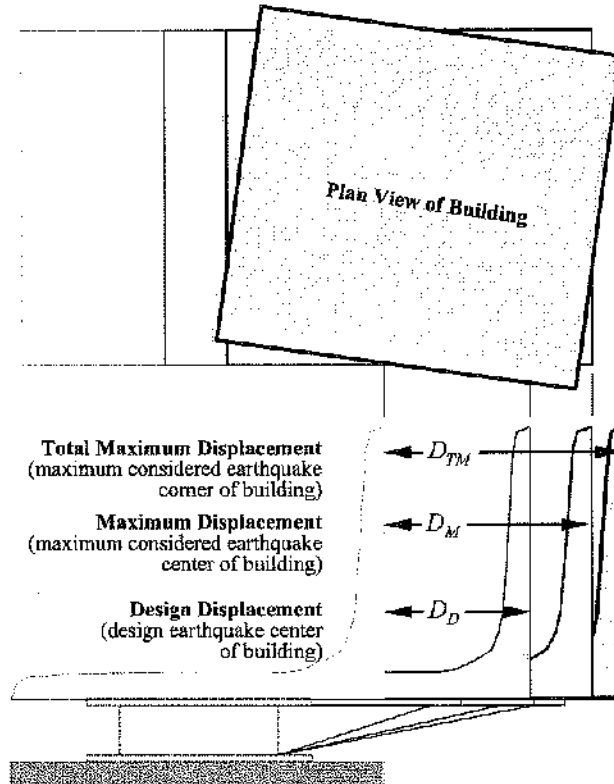 Plan View of Building
Total Maximum Displacement
(maximum considered earthquake
corner of building)
D_TM
Maximum Displacement
(maximum considered earthquake
center of building)
D_M
Design Displacement
(design earthquake center
of building)
D_D